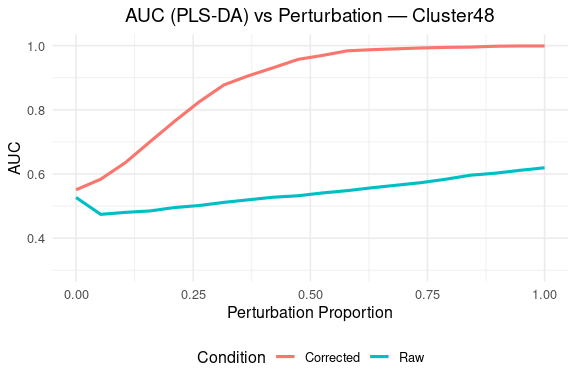 AUC (PLS-DA) vs Perturbation — Cluster48
AUC
1.0
0.8
0.6
0.4
0.00 0.25 0.50 0.75 1.00
Perturbation Proportion
Condition Corrected Raw